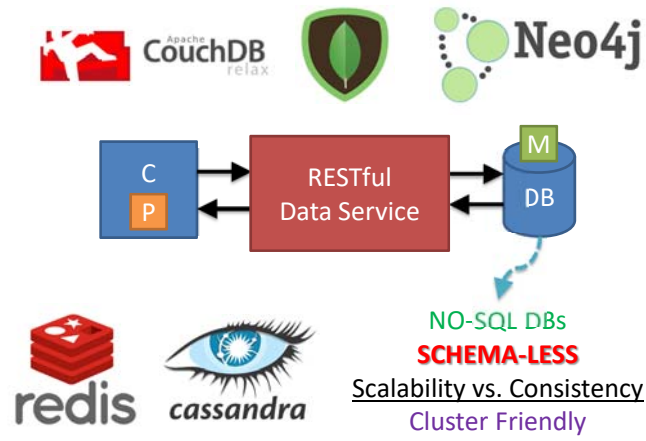 Apache
CouchDB
relax
Neo4j
C
P
RESTful
Data Service
M
DB
redis
cassandra
NO-SQL DBs
SCHEMA-LESS
Scalability vs. Consistency
Cluster Friendly